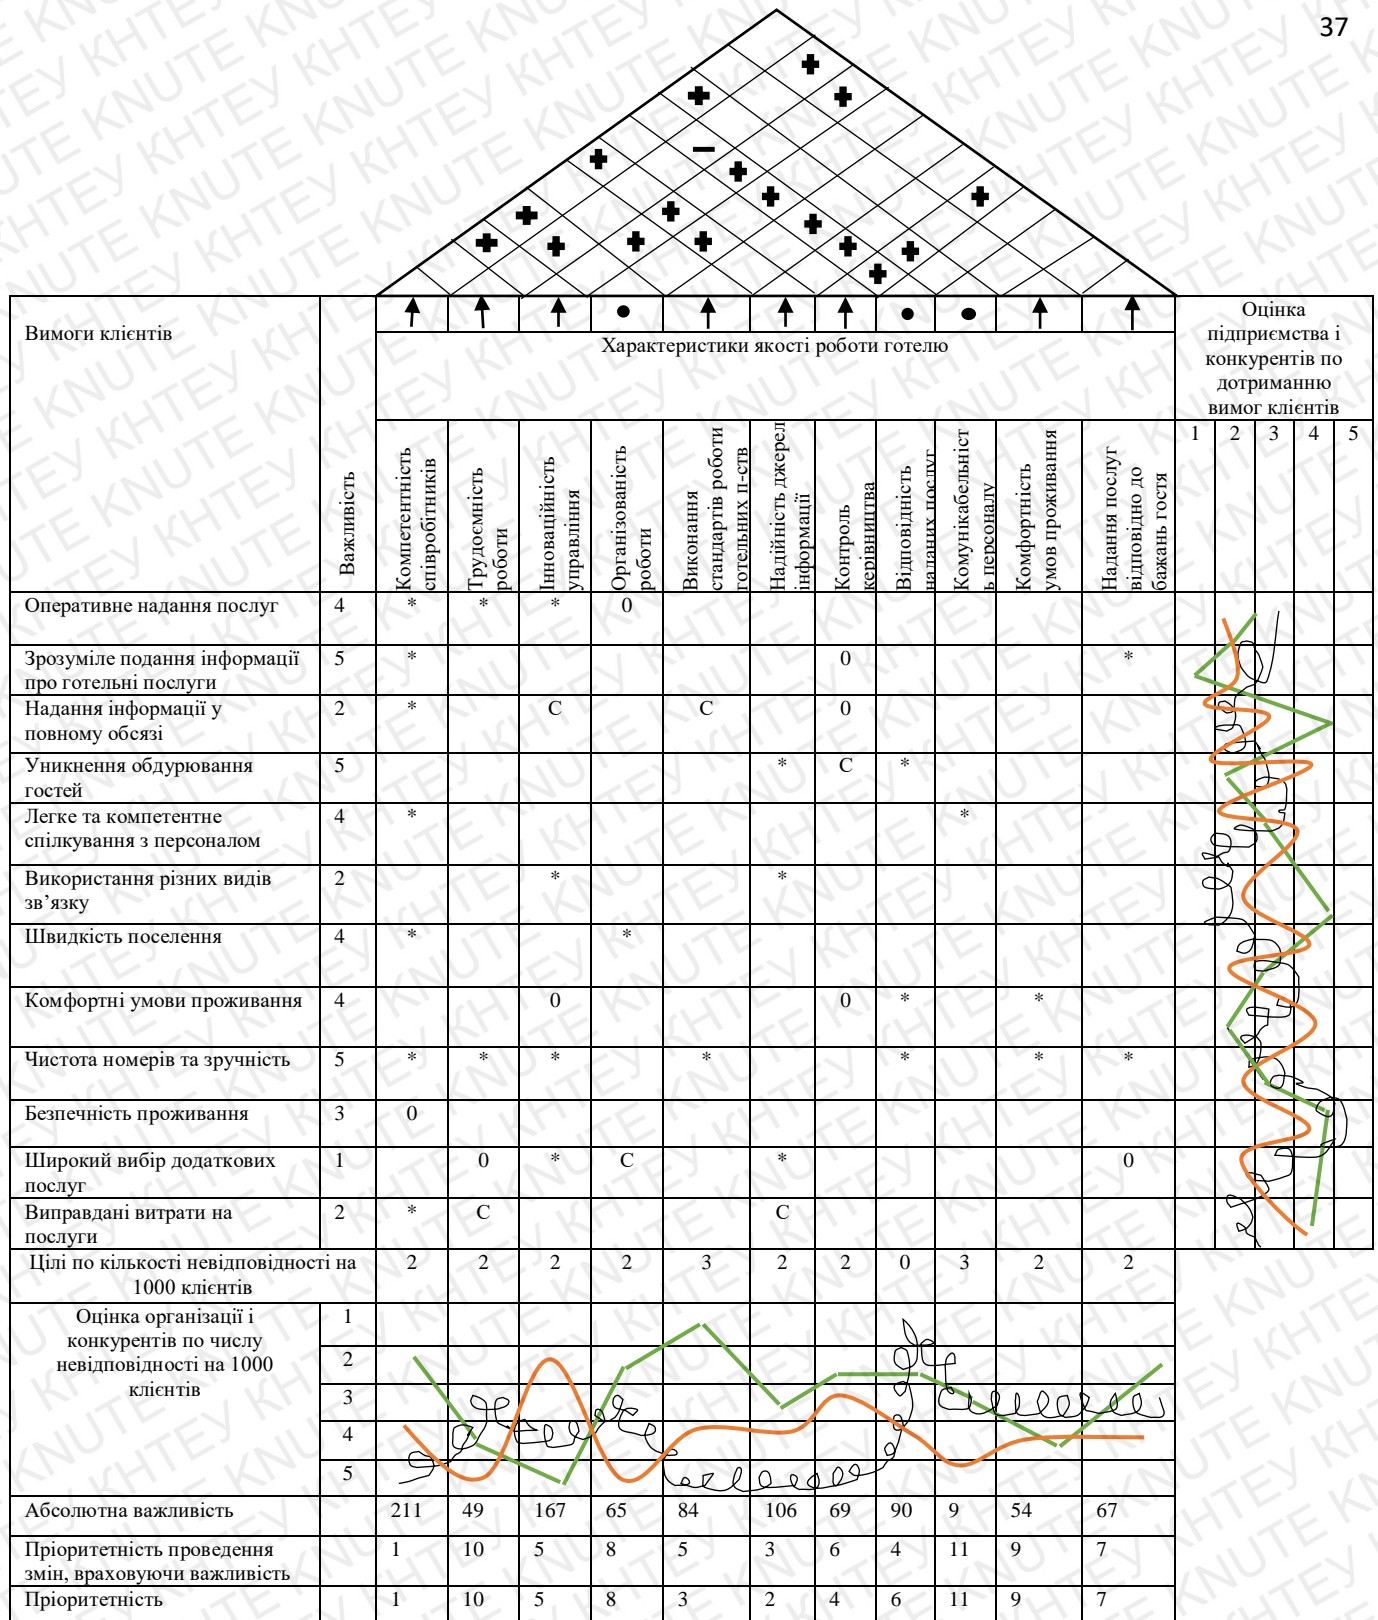 37
Вимоги клієнтів
Важливість
Характеристики якості роботи готелю
Оцінка
підприємства і
конкурентів по
дотриманню
вимог клієнтів
Компетентність
співробітників
Трудоємність
роботи
Інноваційність
управління
Організованість
роботи
Виконання
стандартів роботи
готельних п-ств
Надійність джерел
інформації
Контроль
керівництва
Відповідність
наданих послуг
Комунікабельніст
ь персоналу
Комфортність
умов проживання
Надання послуг
відповідно до
бажань гостя
1 2 3 4 5
Оперативне надання послуг 4 * * * 0
Зрозуміле подання інформації 5 * 0 *
про готельні послуги
Надання інформації у 2 * С С 0
повному обсязі
Уникнення обдурювання 5 * С *
гостей
Легке та компетентне 4 * *
спілкування з персоналом
Використання різних видів 2 * *
зв’язку
Швидкість поселення 4 * *
Комфортні умови проживання 4 0 0 * *
Чистота номерів та зручність 5 * * * * * * *
Безпечність проживання 3 0
Широкий вибір додаткових 1 0 * С * 0
послуг
Виправдані витрати на 2 * С С
послуги
Цілі по кількості невідповідності на 2 2 2 2 3 2 2 0 3 2 2
1000 клієнтів
Оцінка організації і 1
конкурентів по числу
невідповідності на 1000 2
клієнтів 3
4
5
Абсолютна важливість 211 49 167 65 84 106 69 90 9 54 67
Пріоритетність проведення 1 10 5 8 5 3 6 4 11 9 7
змін, враховуючи важливість
Пріоритетність 1 10 5 8 3 2 4 6 11 9 7